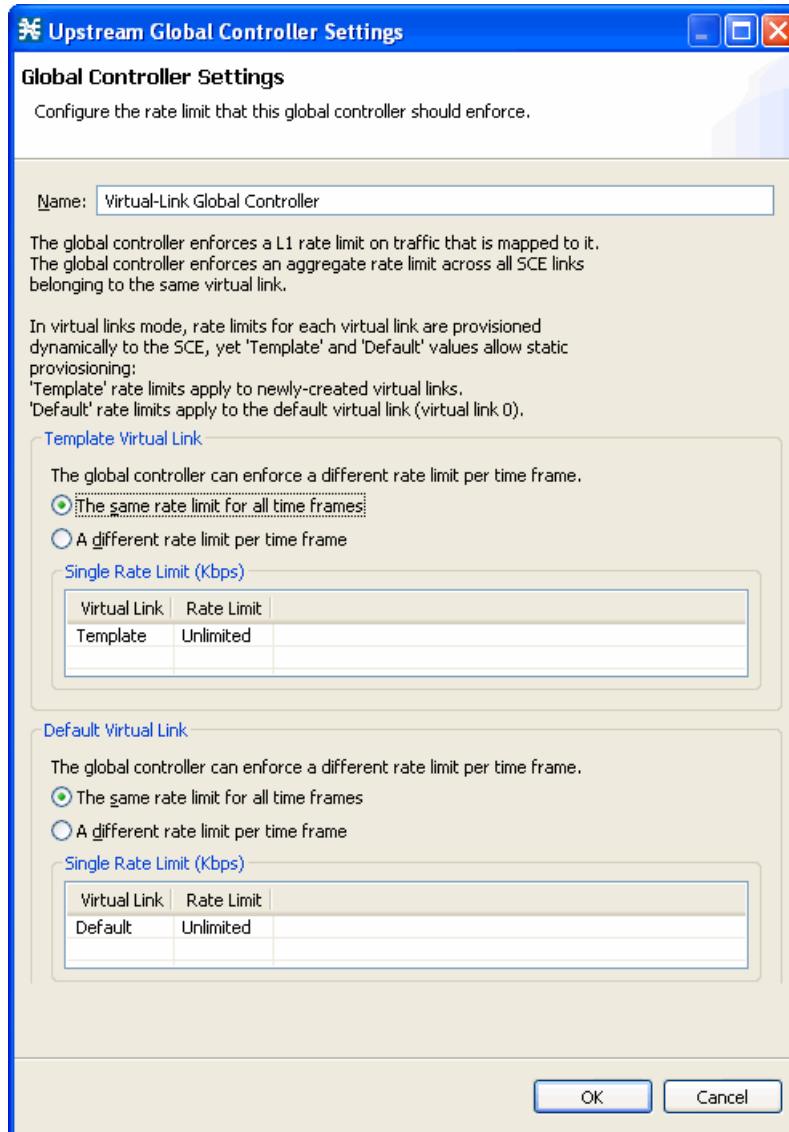 Upstream Global Controller Settings
Global Controller Settings
Configure the rate limit that this global controller should enforce.
Name: Virtual-Link Global Controller
The global controller enforces a L1 rate limit on traffic that is mapped to it.
The global controller enforces an aggregate rate limit across all SCE links
belonging to the same virtual link.
In virtual links mode, rate limits for each virtual link are provisioned
dynamically to the SCE, yet 'Template' and 'Default' values allow static
proviosioning:
'Template' rate limits apply to newly-created virtual links.
'Default' rate limits apply to the default virtual link (virtual link 0).
Template Virtual Link
The global controller can enforce a different rate limit per time frame.
The same rate limit for all time frames
A different rate limit per time frame
Single Rate Limit (Kbps)
Virtual Link Rate Limit
Template Unlimited
Default Virtual Link
The global controller can enforce a different rate limit per time frame.
The same rate limit for all time frames
A different rate limit per time frame
Single Rate Limit (Kbps)
Virtual Link Rate Limit
Default Unlimited
OK Cancel